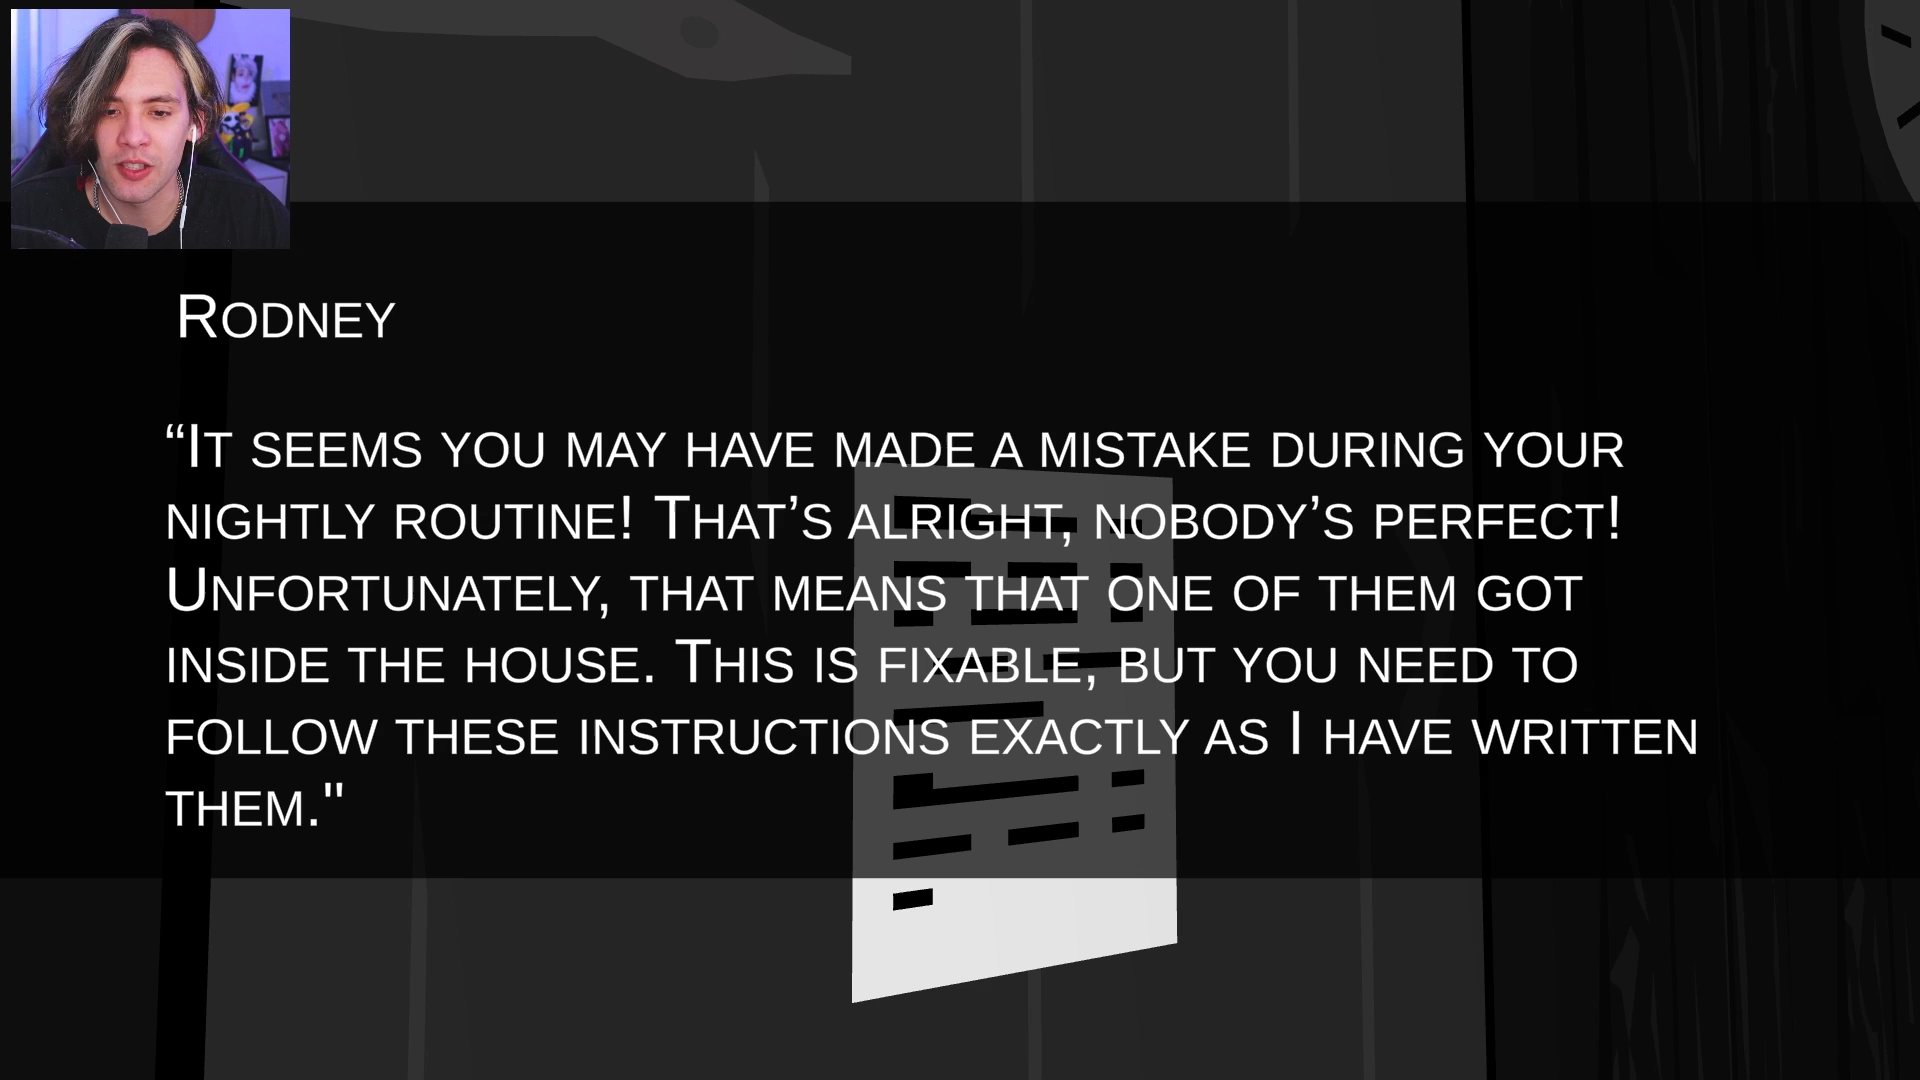 Rodney
“It seems you may have made a mistake during your
nightly routine! That’s alright, nobody’s perfect!
Unfortunately, that means that one of them got
inside the house. This is fixable, but you need to
follow these instructions exactly as I have written
them."